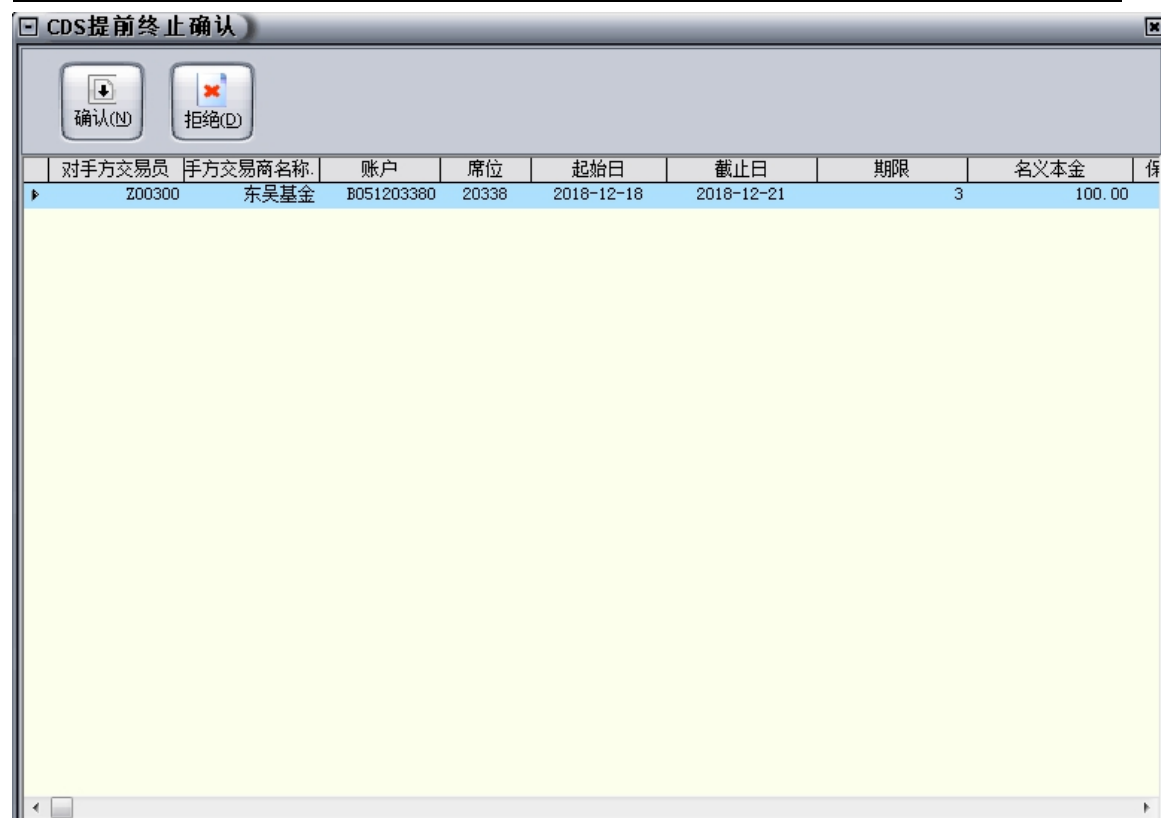 CDS提前终止确认
确认(N) 拒绝(D)
对手方交易员 手方交易商名称. 账户 席位 起始日 截止日 期限 名义本金
Z00300 东吴基金 B051203380 20338 2018-12-18 2018-12-21 3 100.00